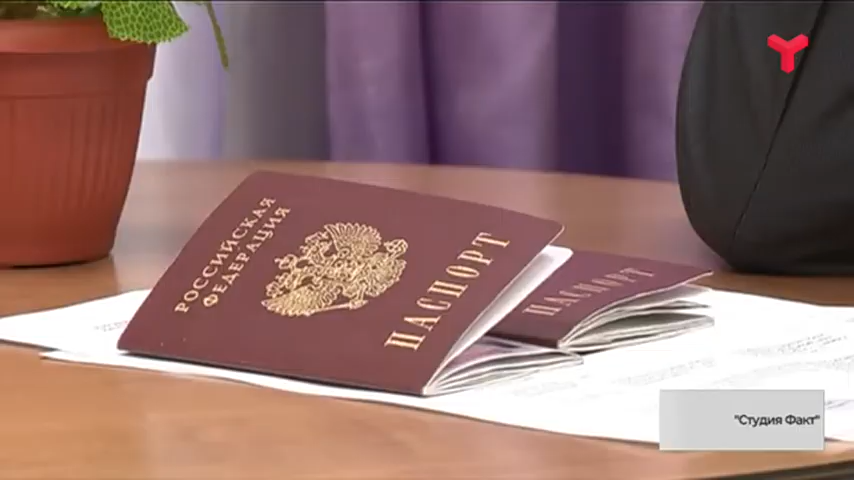 РОССИЙСКАЯ
ФЕДЕРАЦИЯ
ПАСПОРТ
ПАСПОРТ
"Студия Факт"